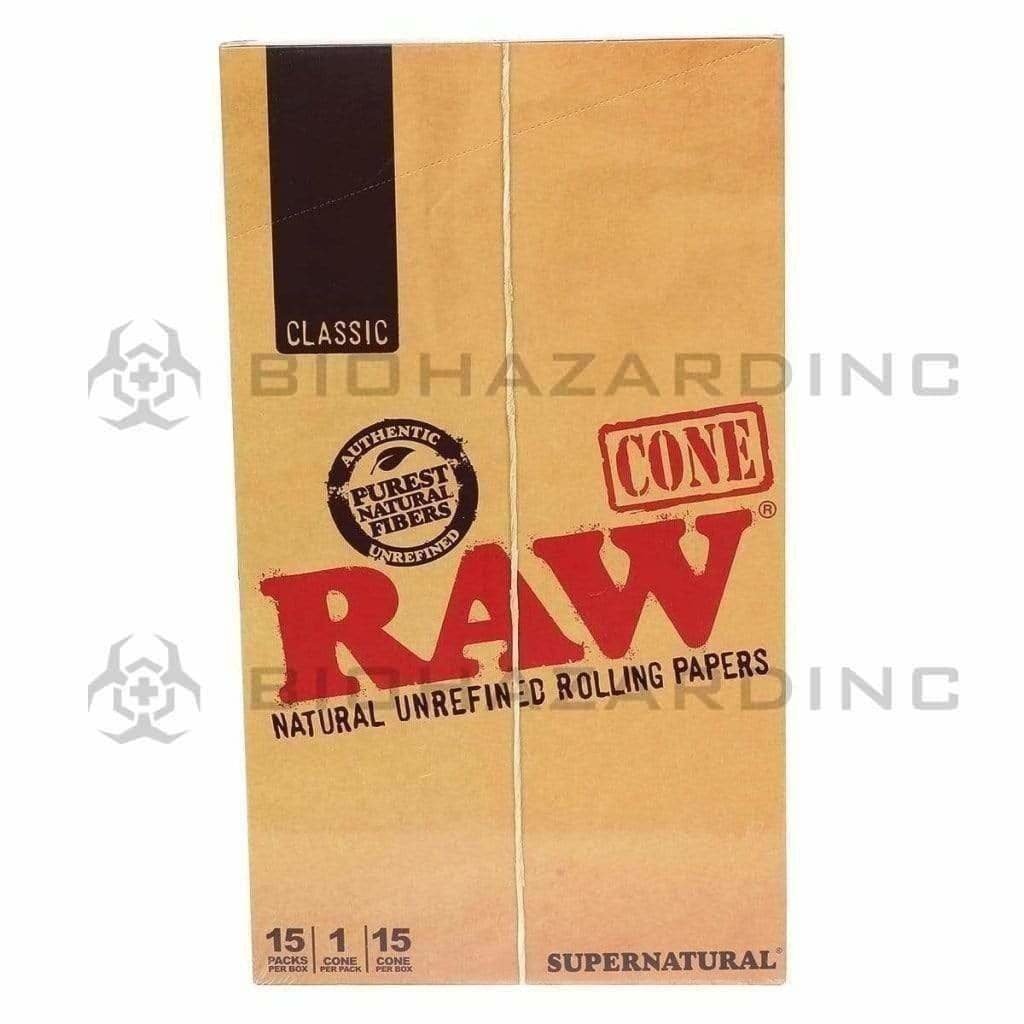 CLASSIC
BIOHAZARDINC
CONE
AUTHENTIC
PUREST
NATURAL
FIBERS
UNREFINED
RAW®
NATURAL UNREFINED ROLLING PAPERS
BIOHAZARDINC
15 PACKS PER BOX | 1 CONE PER PACK | 15 CONE PER BOX
SUPERNATURAL®